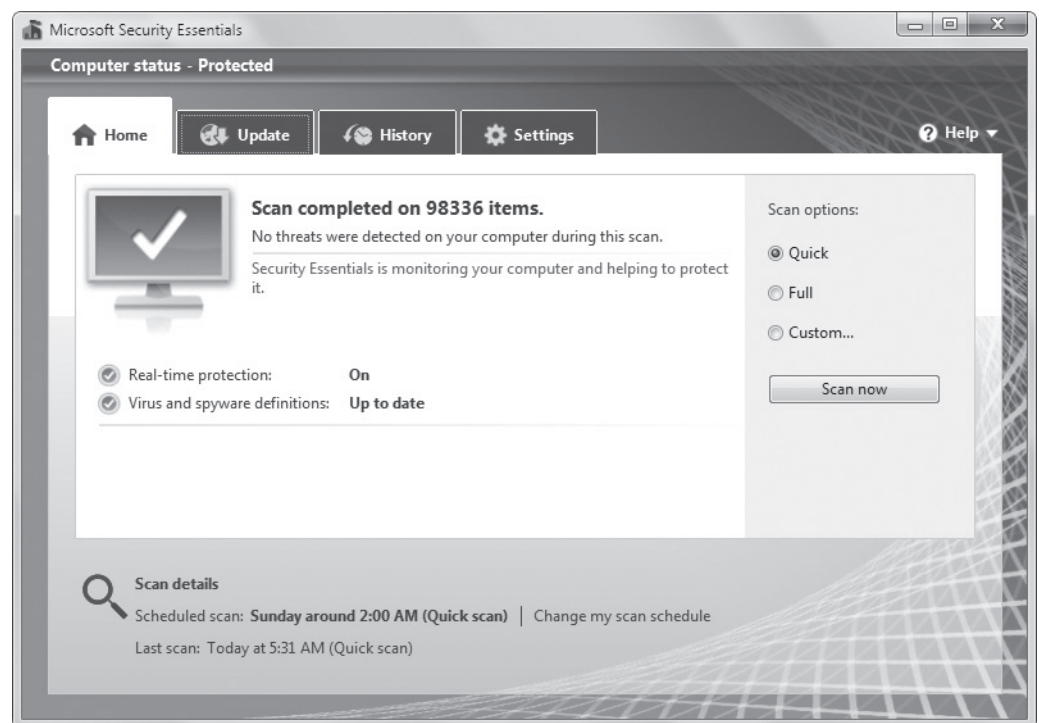 Microsoft Security Essentials
Computer status - Protected
Home
Update
History
Settings
Help
Scan completed on 98336 items.
No threats were detected on your computer during this scan.
Security Essentials is monitoring your computer and helping to protect
it.
Real-time protection: On
Virus and spyware definitions: Up to date
Scan options:
Quick
Full
Custom...
Scan now
Scan details
Scheduled scan: Sunday around 2:00 AM (Quick scan) | Change my scan schedule
Last scan: Today at 5:31 AM (Quick scan)